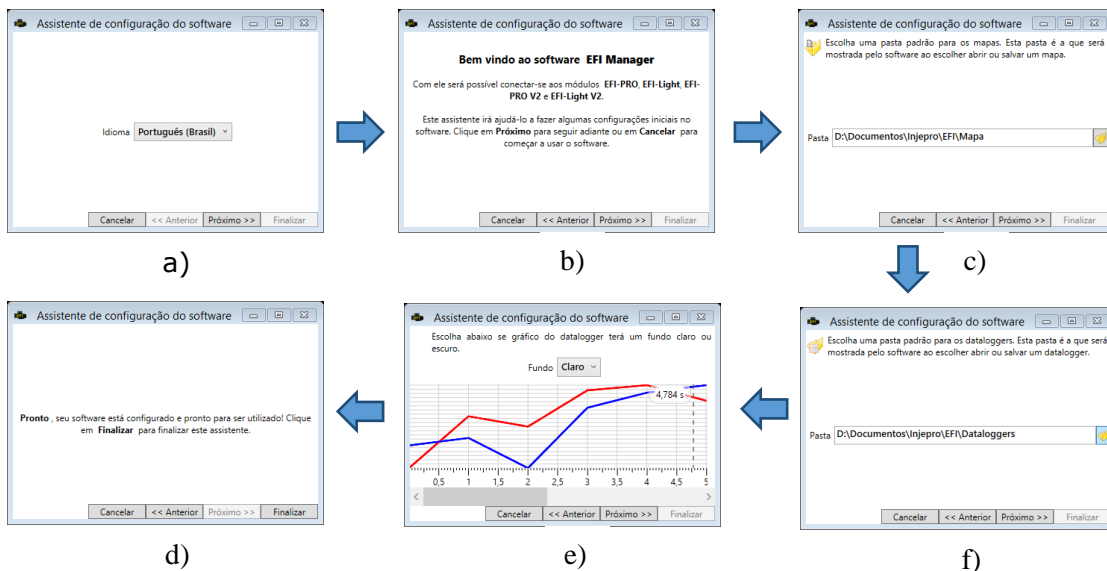 Assistente de configuração do software
Idioma Português (Brasil)
Cancelar << Anterior Próximo >> Finalizar
a)
Assistente de configuração do software
Bem vindo ao software EFI Manager
Com ele será possível conectar-se aos módulos EFI-PRO, EFI-Light, EFI-
PRO V2 e EFI-Light V2.
Este assistente irá ajudá-lo a fazer algumas configurações iniciais no
software. Clique em Próximo para seguir adiante ou em Cancelar para
começar a usar o software.
Cancelar << Anterior Próximo >> Finalizar
b)
Assistente de configuração do software
Escolha uma pasta padrão para os mapas. Esta pasta é a que será
mostrada pelo software ao escolher abrir ou salvar um mapa.
Pasta D:\Documentos\Injepro\EFI\Mapa
Cancelar << Anterior Próximo >> Finalizar
c)
Assistente de configuração do software
Pronto , seu software está configurado e pronto para ser utilizado! Clique
em Finalizar para finalizar este assistente.
Cancelar << Anterior Próximo >> Finalizar
d)
Assistente de configuração do software
Escolha abaixo se gráfico do datalogger terá um fundo claro ou
escuro.
Fundo Claro
4,784 s
0,5 1 1,5 2 2,5 3 3,5 4 4,5 5
Cancelar << Anterior Próximo >> Finalizar
e)
Assistente de configuração do software
Escolha uma pasta padrão para os dataloggers. Esta pasta é a que será
mostrada pelo software ao escolher abrir ou salvar um datalogger.
Pasta D:\Documentos\Injepro\EFI\Dataloggers
Cancelar << Anterior Próximo >> Finalizar
f)